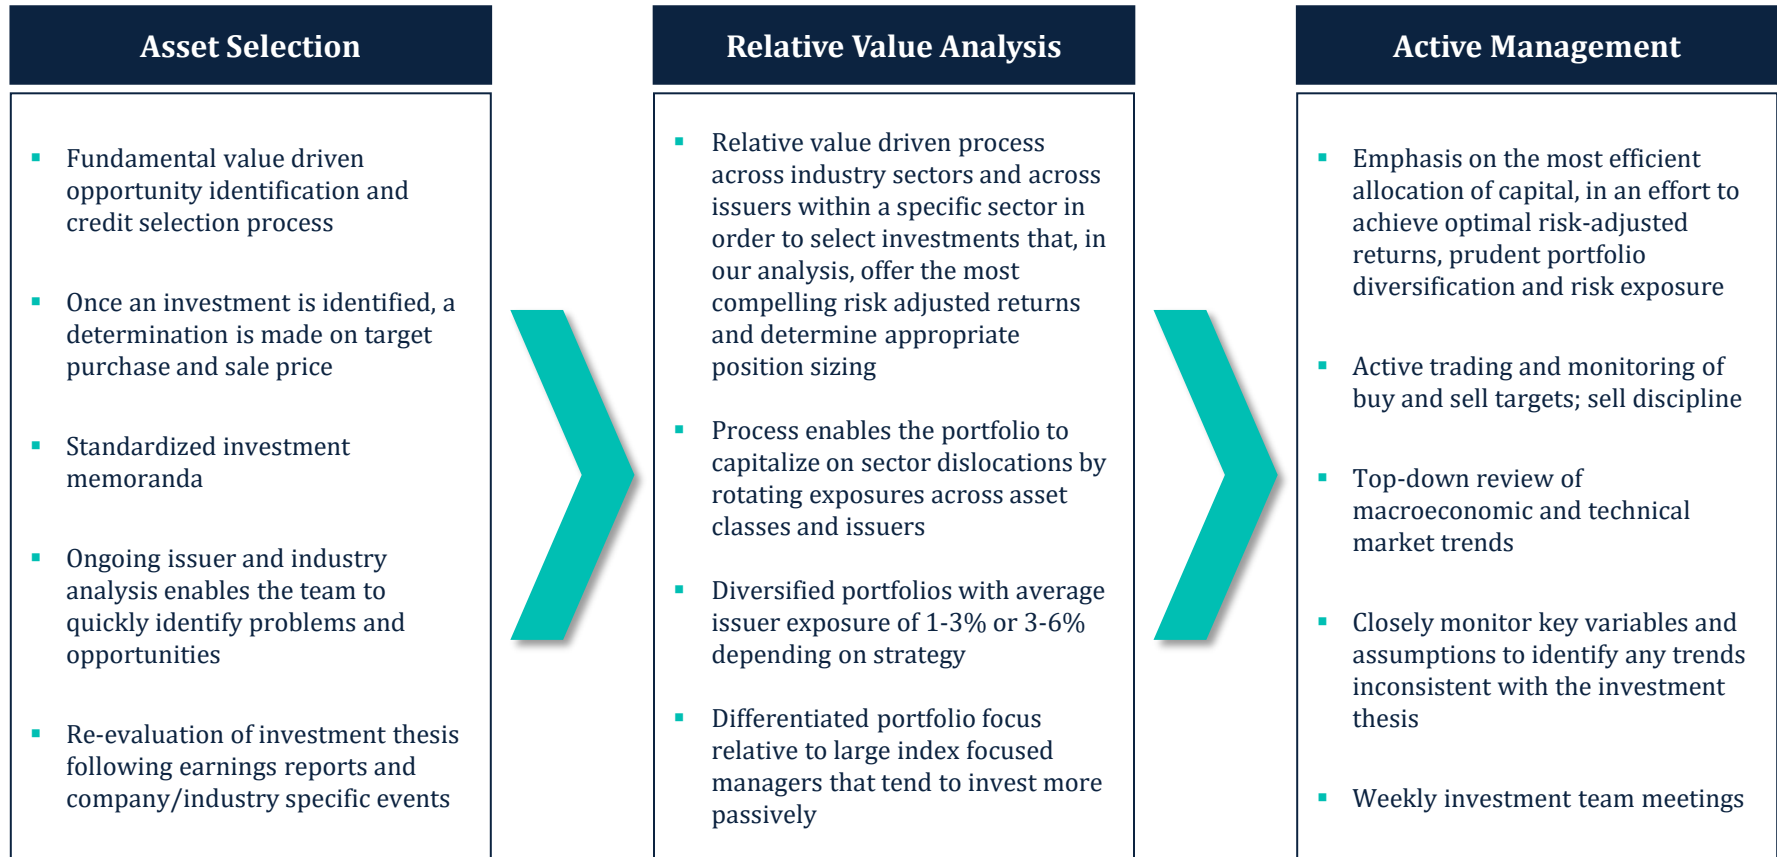 Asset Selection
Fundamental value driven
opportunity identification and
credit selection process
Once an investment is identified, a
determination is made on target
purchase and sale price
Standardized investment
memoranda
Ongoing issuer and industry
analysis enables the team to
quickly identify problems and
opportunities
Re-evaluation of investment thesis
following earnings reports and
company/industry specific events
Relative Value Analysis
Relative value driven process
across industry sectors and across
issuers within a specific sector in
order to select investments that, in
our analysis, offer the most
compelling risk adjusted returns
and determine appropriate
position sizing
Process enables the portfolio to
capitalize on sector dislocations by
rotating exposures across asset
classes and issuers
Diversified portfolios with average
issuer exposure of 1-3% or 3-6%
depending on strategy
Differentiated portfolio focus
relative to large index focused
managers that tend to invest more
passively
Active Management
Emphasis on the most efficient
allocation of capital, in an effort to
achieve optimal risk-adjusted
returns, prudent portfolio
diversification and risk exposure
Active trading and monitoring of
buy and sell targets; sell discipline
Top-down review of
macroeconomic and technical
market trends
Closely monitor key variables and
assumptions to identify any trends
inconsistent with the investment
thesis
Weekly investment team meetings